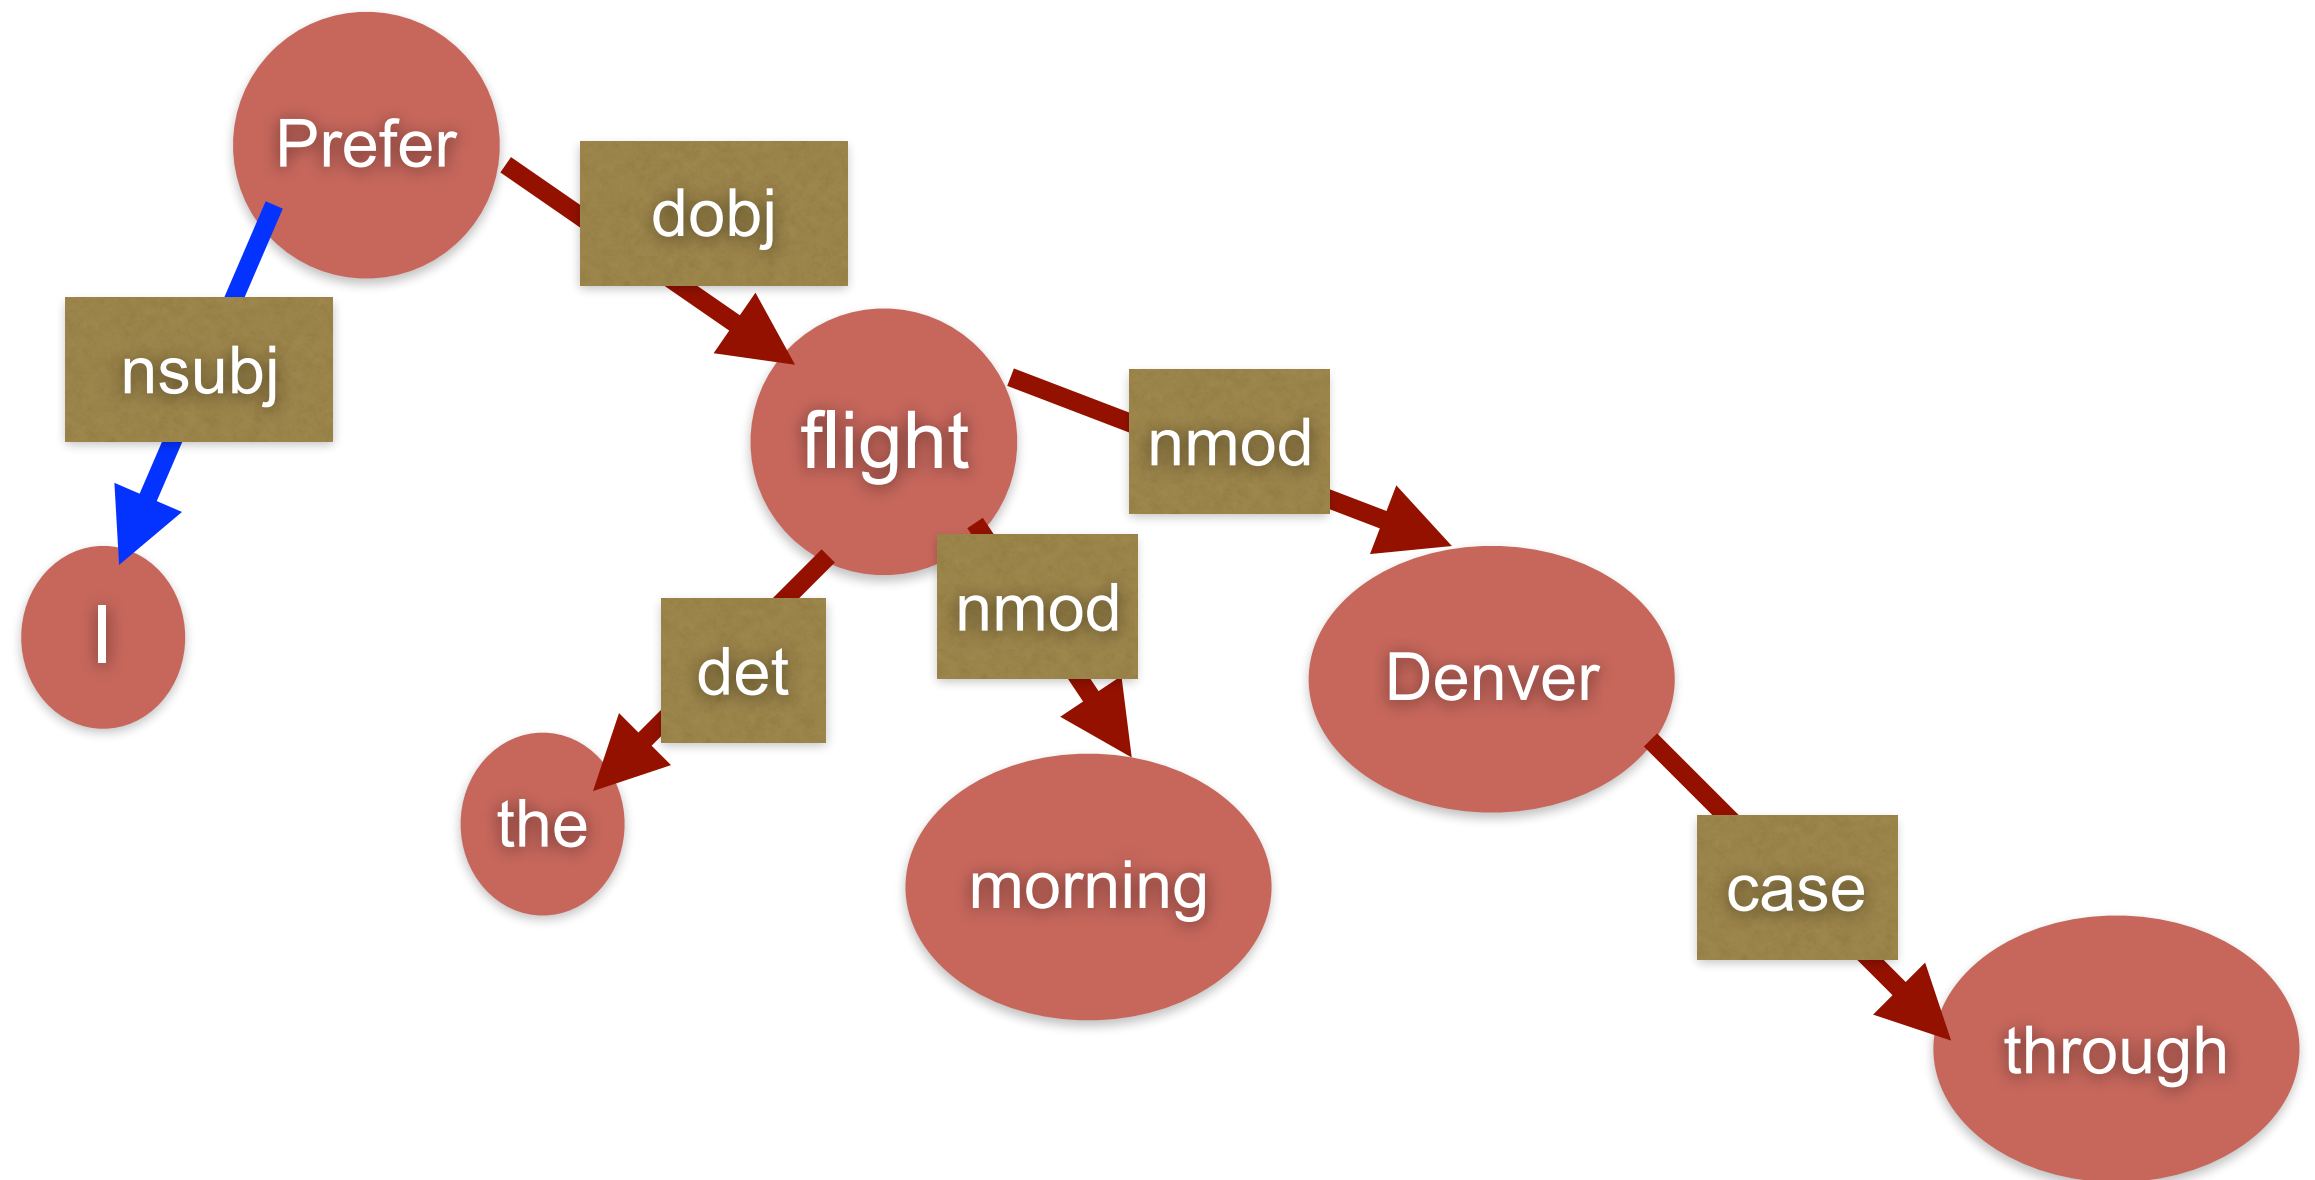 Prefer
dobj
nsubj
flight
nmod
I
nmod
det
Denver
the
morning
case
through